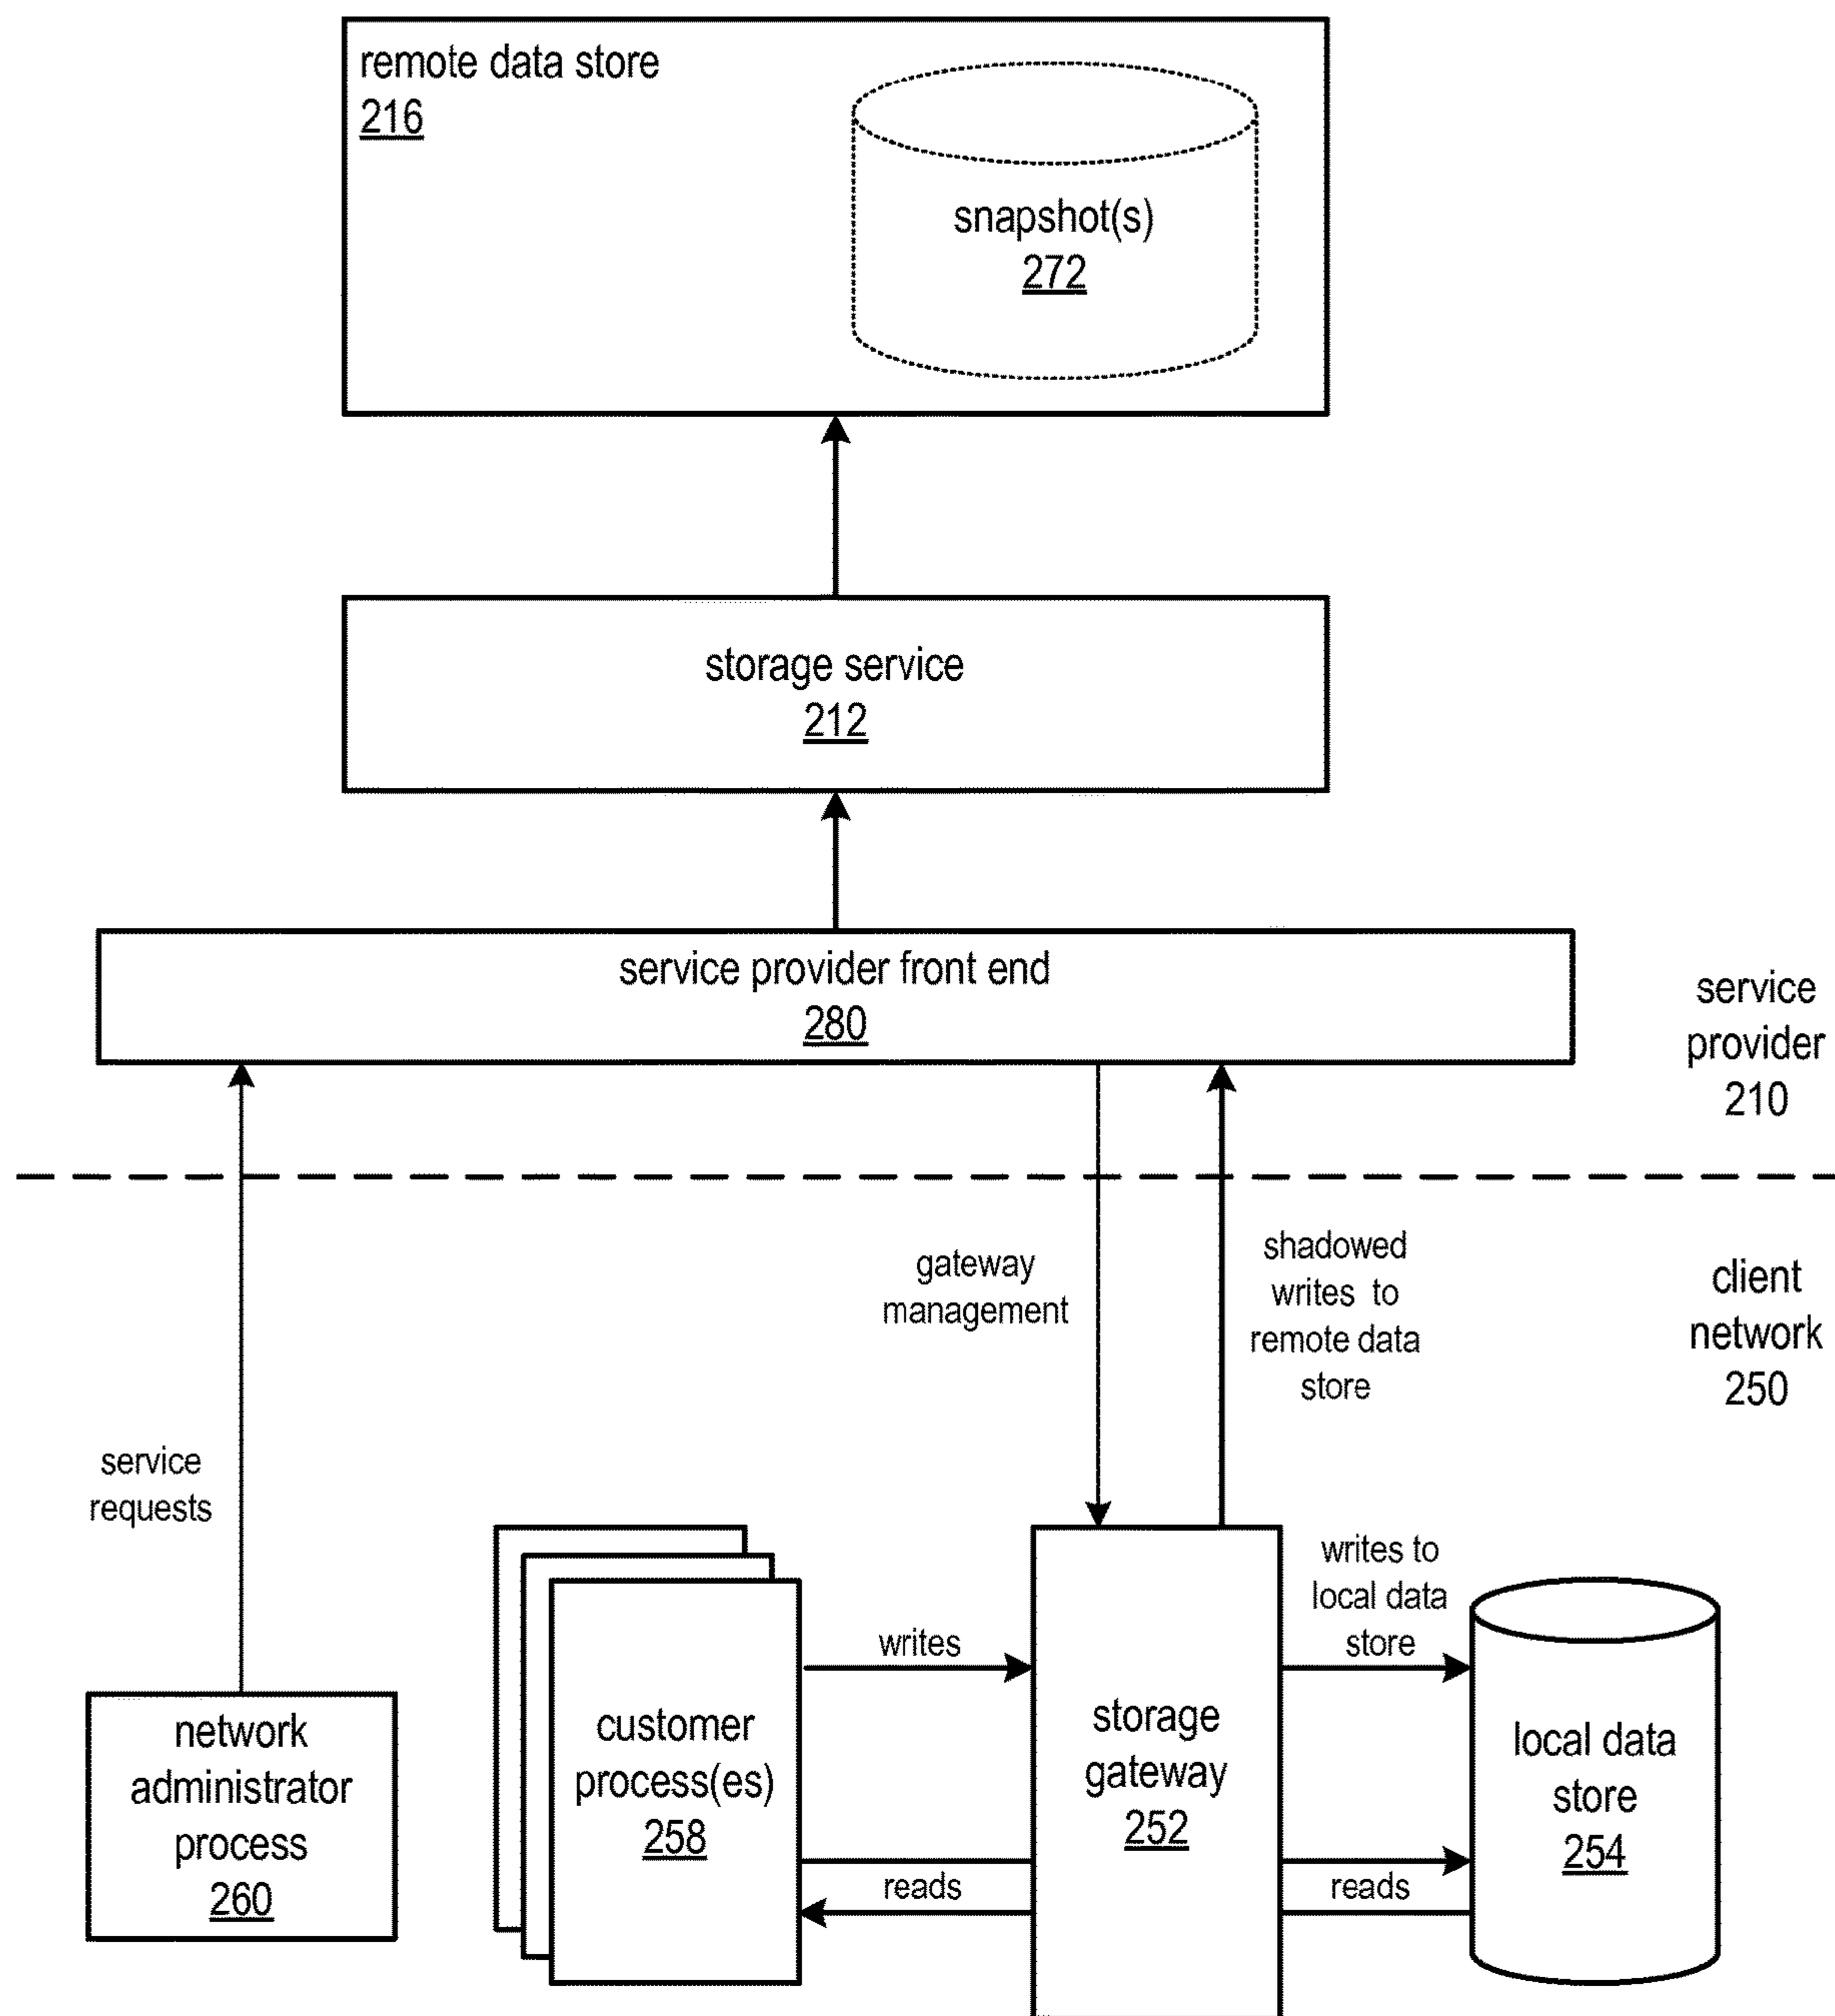 remote data store
216
snapshot(s)
272
storage service
212
service provider front end
280
service
provider
210
gateway
management
shadowed
writes to
remote data
store
client
network
250
service
requests
network
administrator
process
260
customer
process(es)
258
writes
reads
storage
gateway
252
writes to
local data
store
reads
local data
store
254